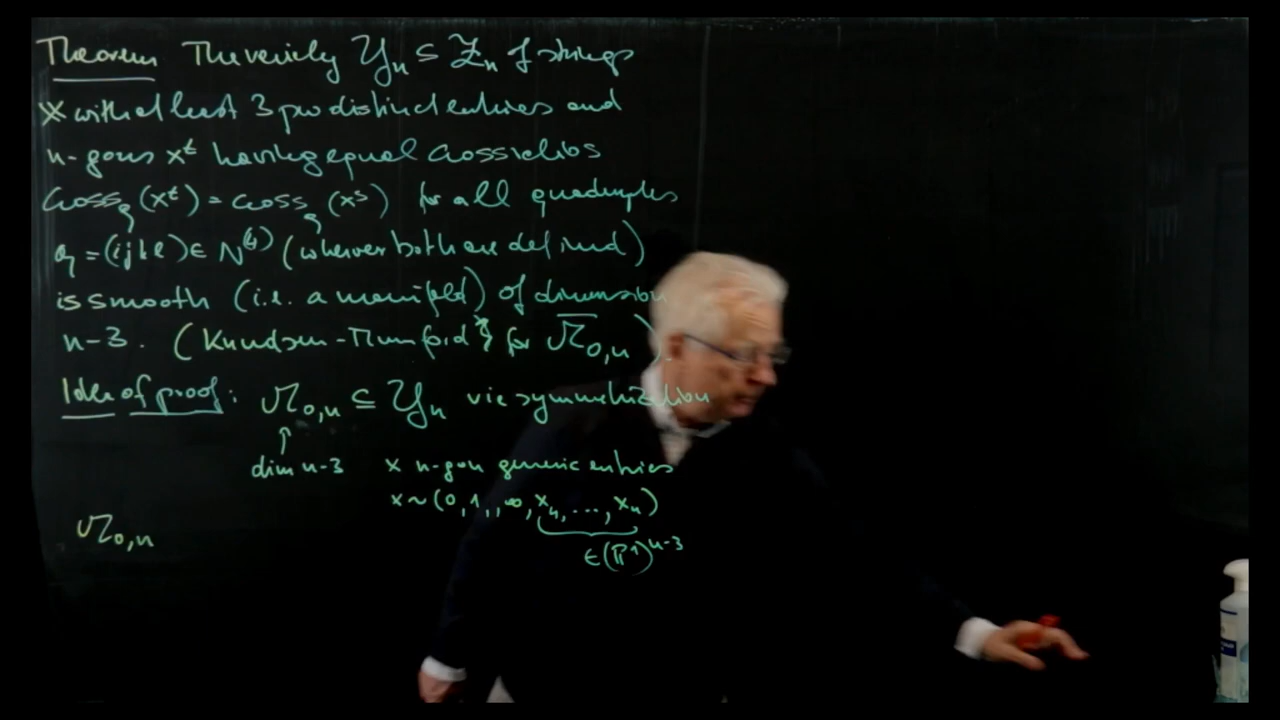 Theorem The variety Y_n ⊆ Z_n of strings
X with at least 3 pw distinct entries and
n-gons x^t having equal crossratios
Cross_q (x^t) = cross_q (x^s) for all quadruples
q = (ijkl) ∈ N^(4) (wherever both are defined)
is smooth (i.e. a manifold) of dimension
n-3. (Knudsen-Mumford for \overline{M}_{0,n}).
Idea of proof: M_{0,n} ⊆ Y_n via symmetrization
↑
dim n-3 x n-gon generic entries
x ~ (0,1,,∞,x_4,...,x_n)
M_{0,n}
∈(P^1)^{n-3}